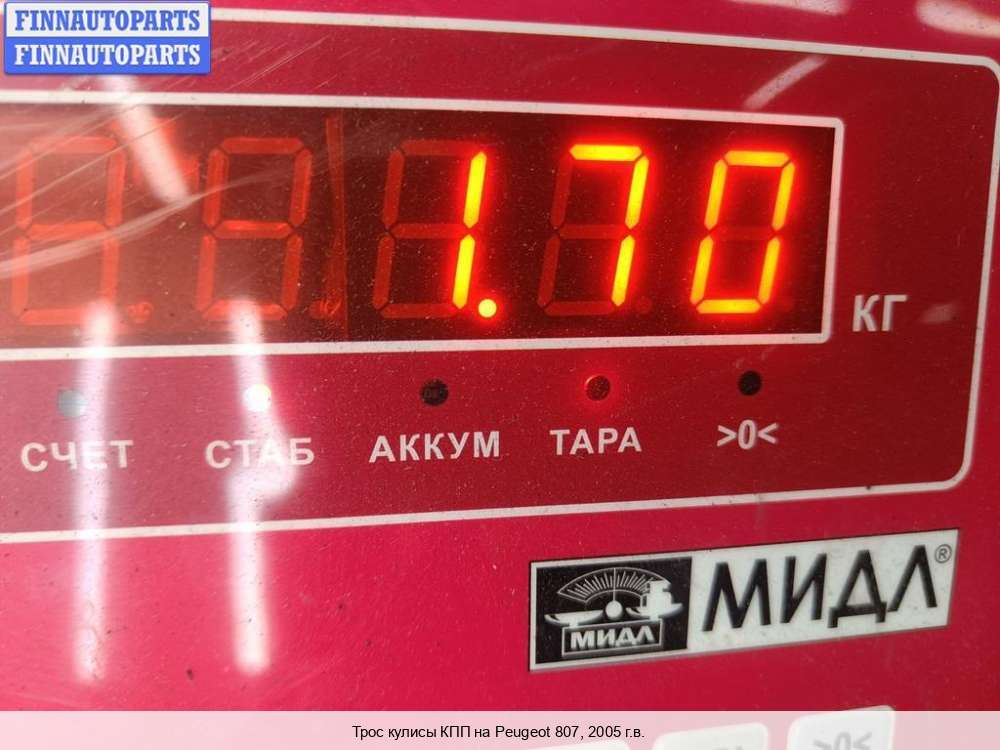 FINNAUTOPARTS
FINNAUTOPARTS
1.70
КГ
СЧЕТ СТАБ АККУМ ТАРА >0<
МИДЛ МИДЛ®
>0<
Трос кулисы КПП на Peugeot 807, 2005 г.в.